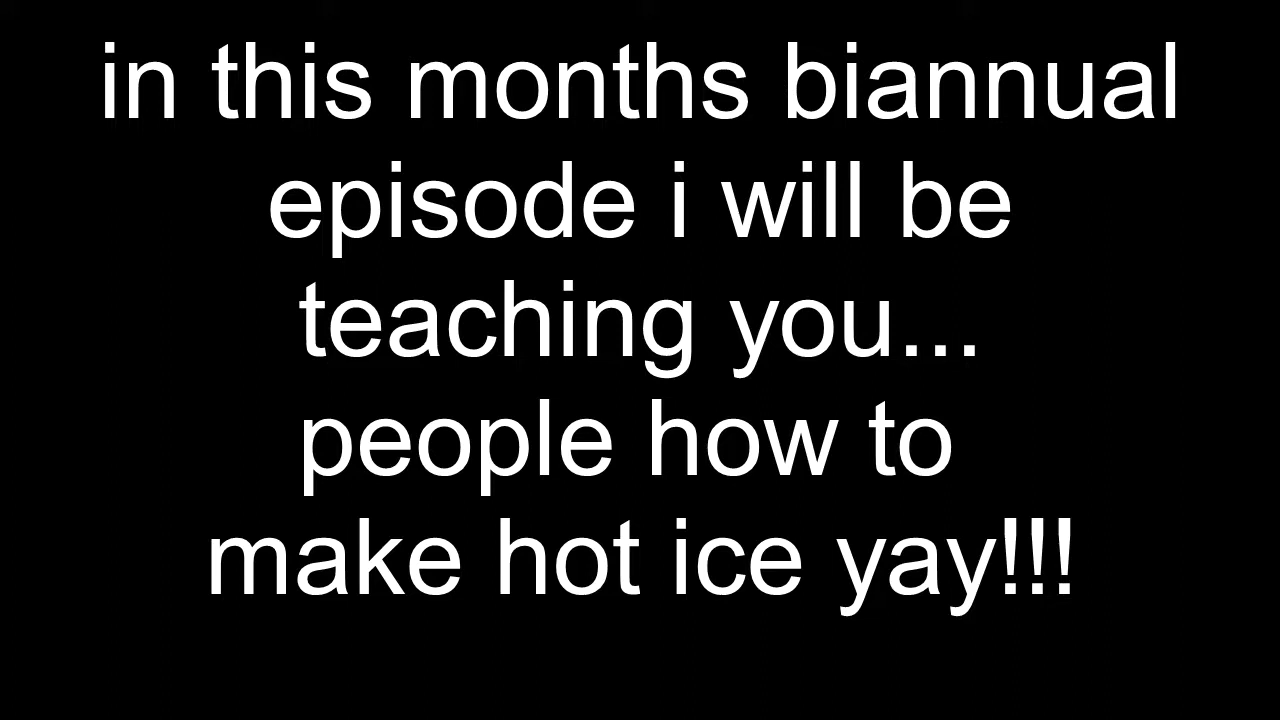 in this months biannual
episode i will be
teaching you...
people how to
make hot ice yay!!!